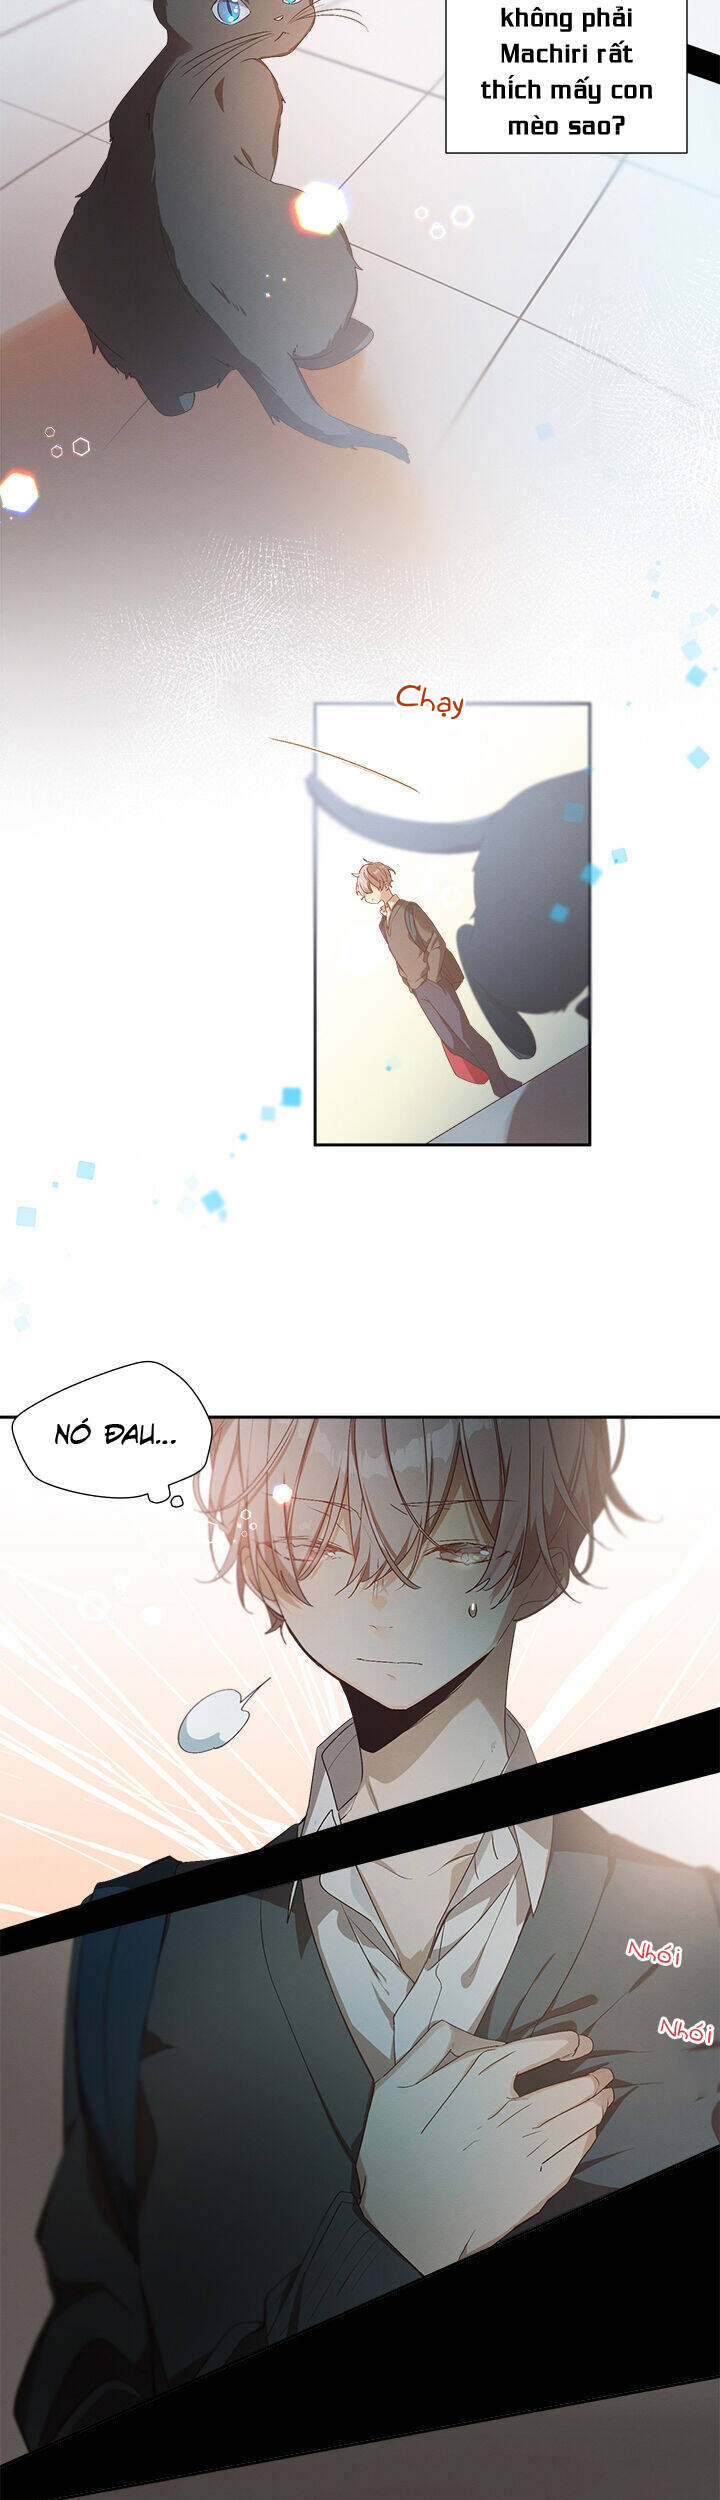 không phải
Machiri rất
thích mấy con
mèo sao?
Chạy
NÓ ĐAU...
Nhói
Nhói